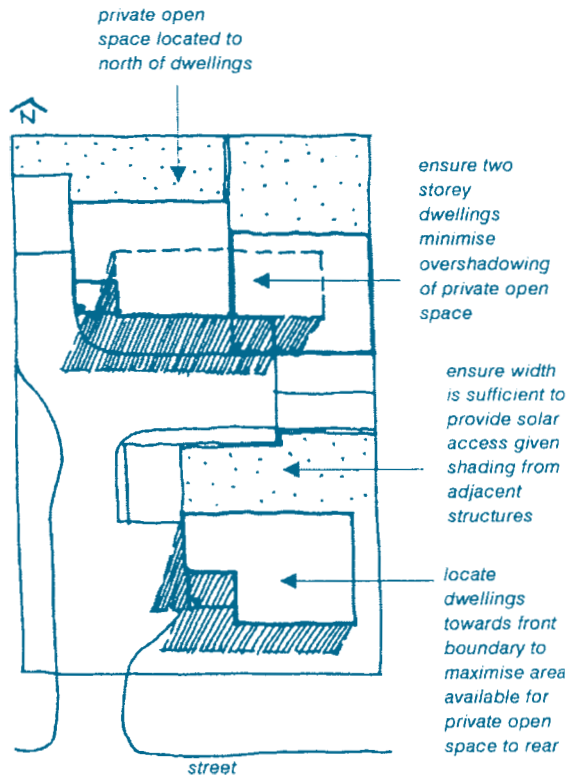 private open
space located to
north of dwellings
N
ensure two
storey
dwellings
minimise
overshadowing
of private open
space
ensure width
is sufficient to
provide solar
access given
shading from
adjacent
structures
locate
dwellings
towards front
boundary to
maximise area
available for
private open
space to rear
street